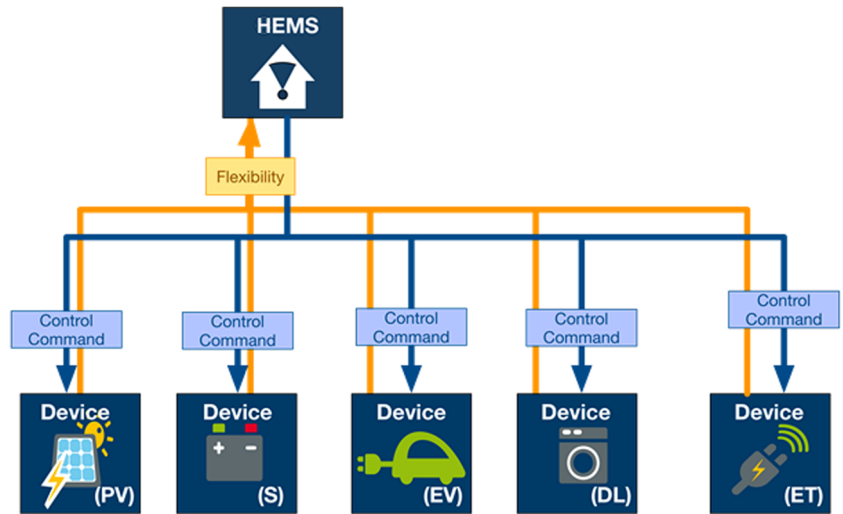 HEMS
Flexibility
Control
Command
Control
Command
Control
Command
Control
Command
Control
Command
Device
(PV)
Device
+ -
(S)
Device
(EV)
Device
(DL)
Device
(ET)